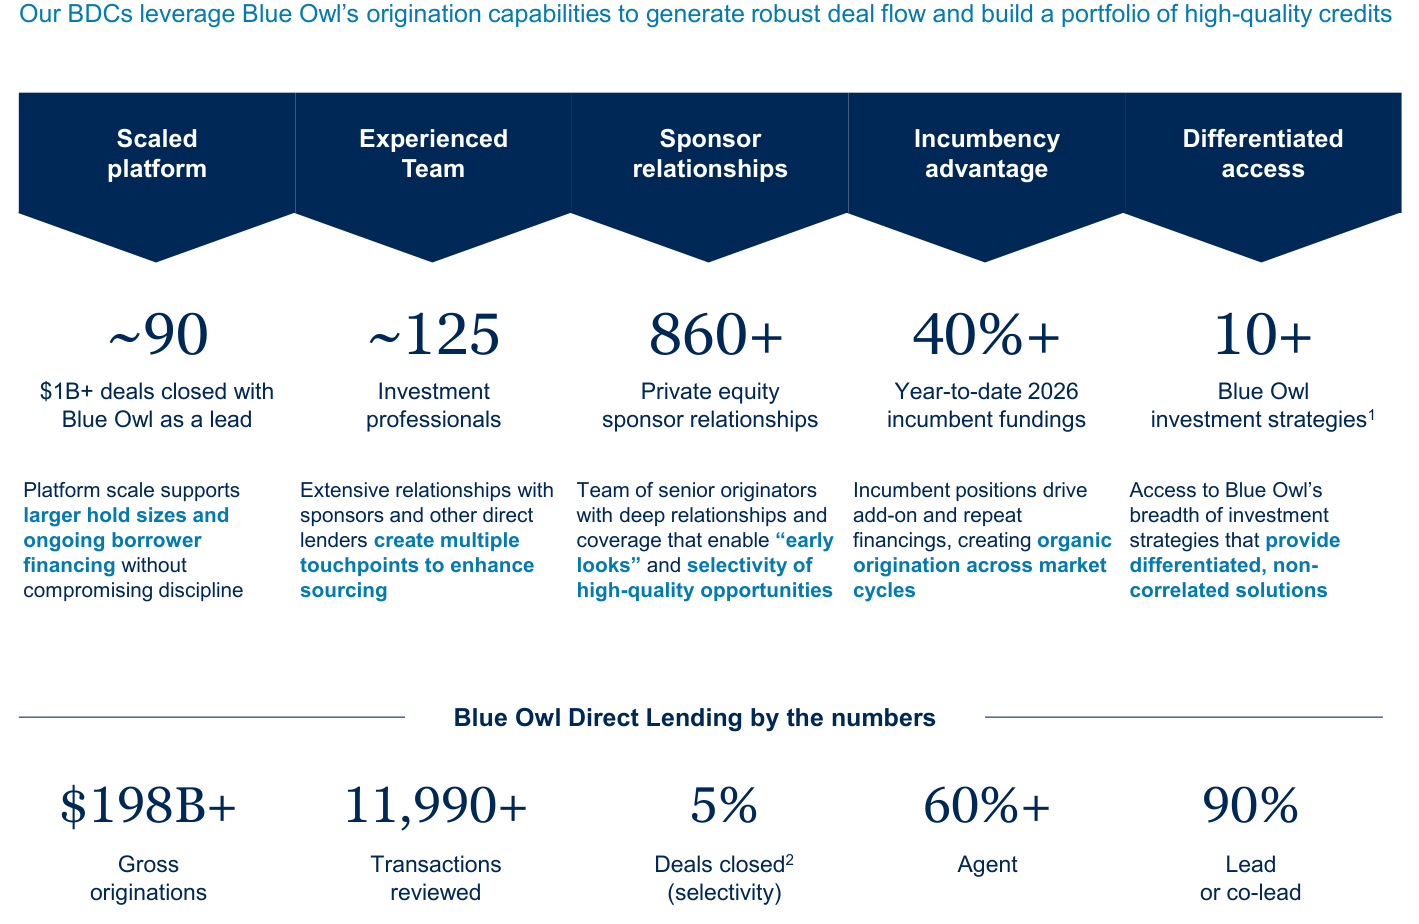 Our BDCs leverage Blue Owl’s origination capabilities to generate robust deal flow and build a portfolio of high-quality credits
Scaled
platform
Experienced
Team
Sponsor
relationships
Incumbency
advantage
Differentiated
access
~90
$1B+ deals closed with
Blue Owl as a lead
~125
Investment
professionals
860+
Private equity
sponsor relationships
40%+
Year-to-date 2026
incumbent fundings
10+
Blue Owl
investment strategies¹
Platform scale supports
larger hold sizes and
ongoing borrower
financing without
compromising discipline
Extensive relationships with
sponsors and other direct
lenders create multiple
touchpoints to enhance
sourcing
Team of senior originators
with deep relationships and
coverage that enable “early
looks” and selectivity of
high-quality opportunities
Incumbent positions drive
add-on and repeat
financings, creating organic
origination across market
cycles
Access to Blue Owl’s
breadth of investment
strategies that provide
differentiated, non-
correlated solutions
Blue Owl Direct Lending by the numbers
$198B+
Gross
originations
11,990+
Transactions
reviewed
5%
Deals closed²
(selectivity)
60%+
Agent
90%
Lead
or co-lead